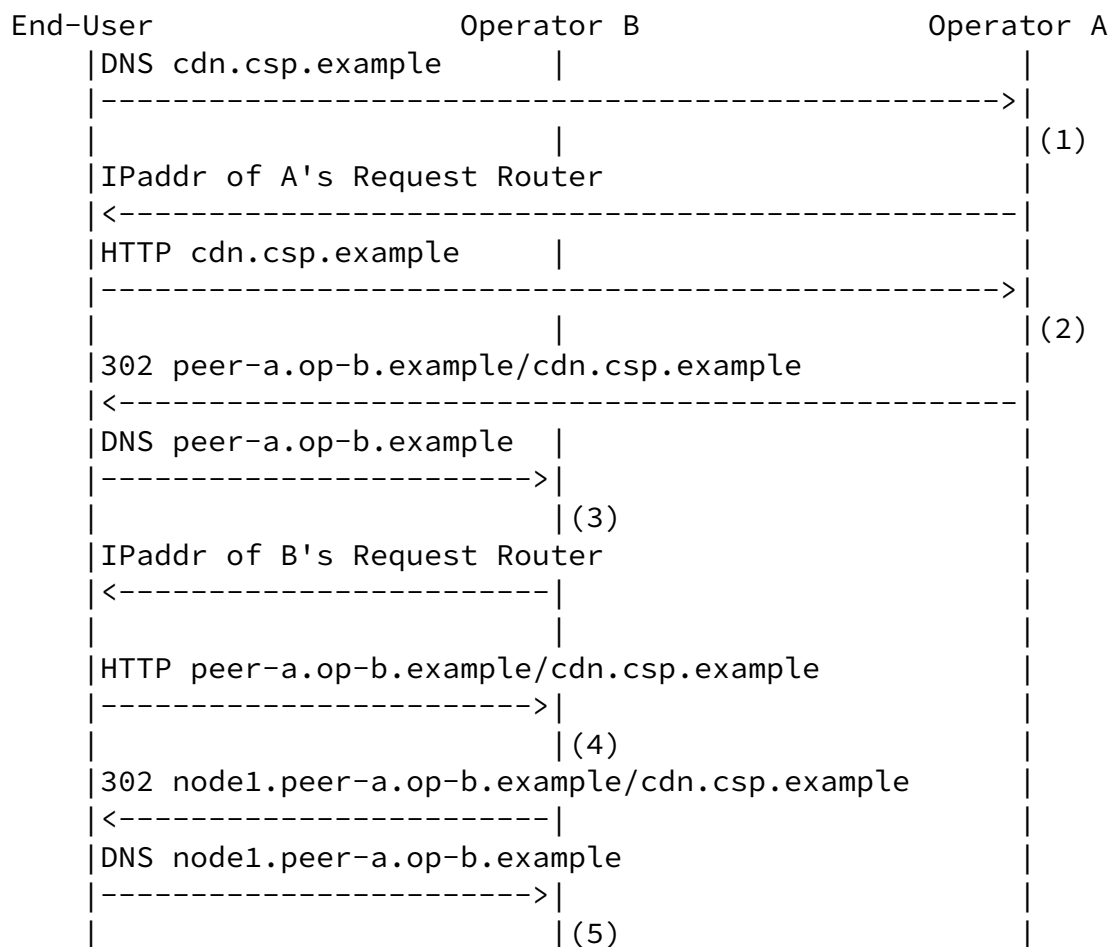 End-User Operator B Operator A
|DNS cdn.csp.example | |
|-------------------------------------------------->|
| | |(1)
|IPaddr of A's Request Router |
|<--------------------------------------------------|
|HTTP cdn.csp.example | |
|-------------------------------------------------->|
| | |(2)
|302 peer-a.op-b.example/cdn.csp.example |
|<--------------------------------------------------|
|DNS peer-a.op-b.example | |
|------------------------>| |
| |(3) |
|IPaddr of B's Request Router |
|<------------------------| |
| | |
|HTTP peer-a.op-b.example/cdn.csp.example |
|------------------------>| |
| |(4) |
|302 node1.peer-a.op-b.example/cdn.csp.example |
|<------------------------| |
|DNS node1.peer-a.op-b.example |
|------------------------>| |
| |(5) |